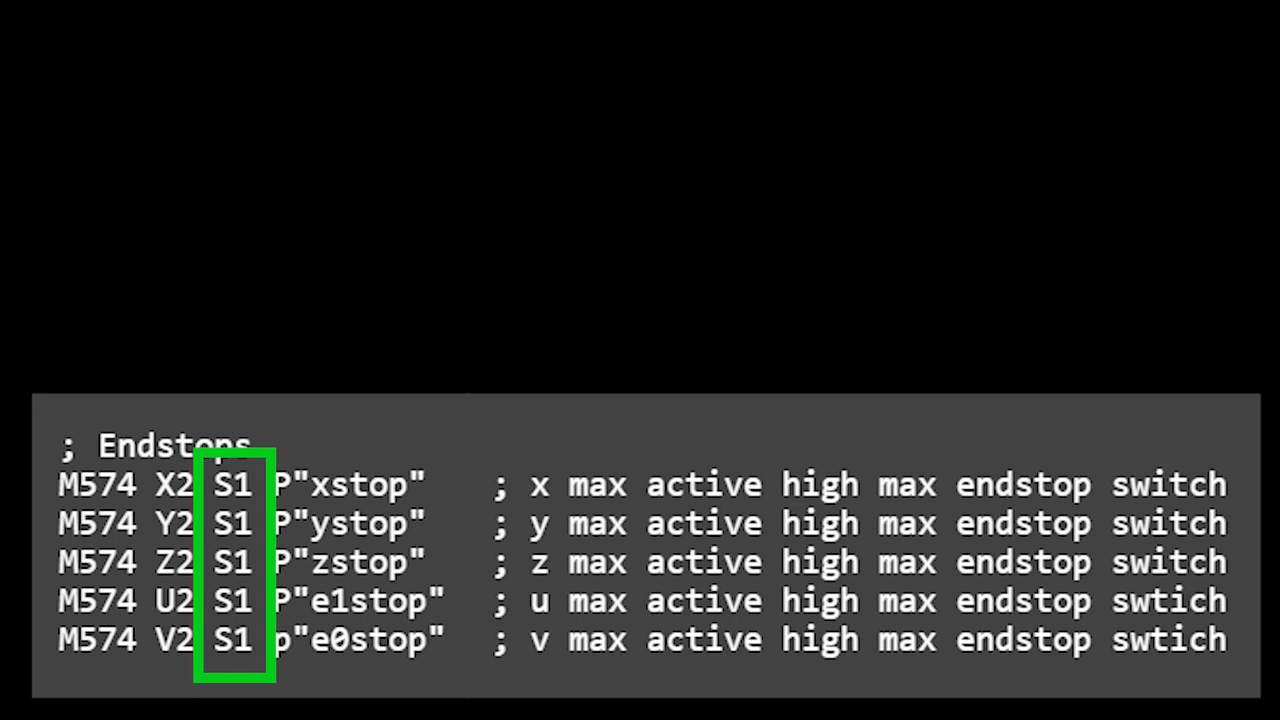 ; Endstops
M574 X2 S1 P"xstop" ; x max active high max endstop switch
M574 Y2 S1 P"ystop" ; y max active high max endstop switch
M574 Z2 S1 P"zstop" ; z max active high max endstop switch
M574 U2 S1 P"e1stop" ; u max active high max endstop swtich
M574 V2 S1 p"e0stop" ; v max active high max endstop swtich